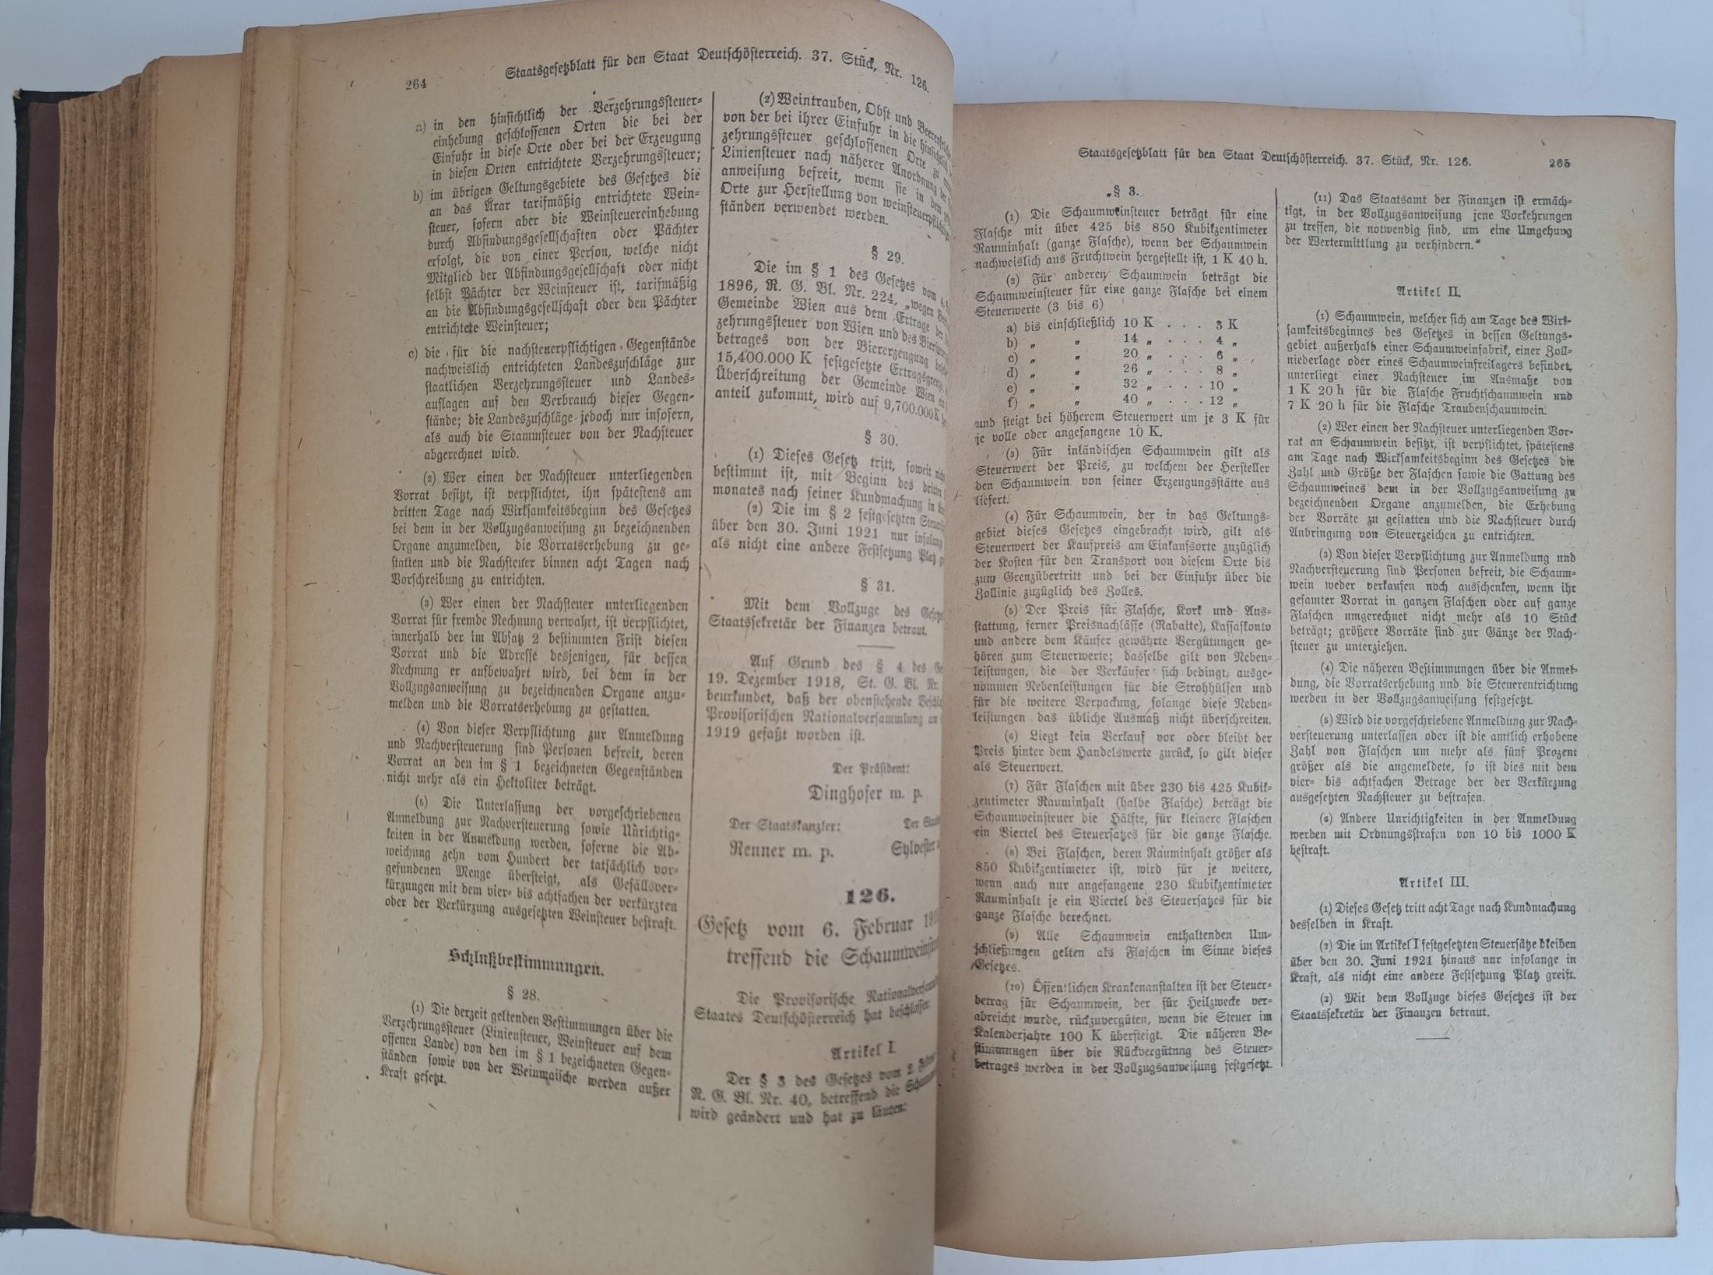 264
Staatsgesetzblatt für den Staat Deutschösterreich. 37. Stück, Nr. 126.
a) in den hinsichtlich der Verzehrungssteuer-
einhebung geschlossenen Orten die bei der
Einfuhr in diese Orte oder bei der Erzeugung
in diesen Orten entrichtete Verzehrungssteuer;
b) im übrigen Geltungsgebiete des Gesetzes die
an das Ärar tarifmäßig entrichtete Wein-
steuer, sofern aber die Weinsteuereinhebung
durch Abfindungsgesellschaften oder Pächter
erfolgt, die von einer Person, welche nicht
Mitglied der Abfindungsgesellschaft oder nicht
selbst Pächter der Weinsteuer ist, tarifmäßig
an die Abfindungsgesellschaft oder den Pächter
entrichtete Weinsteuer;
c) die für die nachsteuerpflichtigen Gegenstände
nachweislich entrichteten Landeszuschläge zur
staatlichen Verzehrungssteuer und Landes-
auflagen auf den Verbrauch dieser Gegen-
stände; die Landeszuschläge jedoch nur insofern,
als auch die Stammsteuer von der Nachsteuer
abgerechnet wird.
(2) Wer einen der Nachsteuer unterliegenden
Vorrat besitzt, ist verpflichtet, ihn spätestens am
dritten Tage nach Wirksamkeitsbeginn des Gesetzes
bei dem in der Vollzugsanweisung zu bezeichnenden
Organe anzumelden, die Vorratserhebung zu ge-
statten und die Nachsteuer binnen acht Tagen nach
Vorschreibung zu entrichten.
(3) Wer einen der Nachsteuer unterliegenden
Vorrat für fremde Rechnung verwahrt, ist verpflichtet,
innerhalb der im Absatz 2 bestimmten Frist diesen
Vorrat und die Adresse desjenigen, für dessen
Rechnung er aufbewahrt wird, bei dem in der
Vollzugsanweisung zu bezeichnenden Organe anzu-
melden und die Vorratserhebung zu gestatten.
(4) Von dieser Verpflichtung zur Anmeldung
und Nachversteuerung sind Personen befreit, deren
Vorrat an den im § 1 bezeichneten Gegenständen
nicht mehr als ein Hektoliter beträgt.
(5) Die Unterlassung der vorgeschriebenen
Anmeldung zur Nachversteuerung sowie Unrichtig-
keiten in der Anmeldung werden, soferne die Ab-
weichung zehn vom Hundert der tatsächlich vor-
gefundenen Menge übersteigt, als Gefällsver-
kürzungen mit dem vier- bis achtfachen der verkürzten
oder der Verkürzung ausgesetzten Weinsteuer bestraft.
Schlußbestimmungen.
§ 28.
(1) Die derzeit geltenden Bestimmungen über die
Verzehrungssteuer (Liniensteuer, Weinsteuer auf dem
offenen Lande) von den im § 1 bezeichneten Gegen-
ständen sowie von der Weinmaische werden außer
Kraft gesetzt.
(2) Weintrauben, Obst und
von der bei ihrer Einfuhr in die
zehrungssteuer geschlossenen Orte zu
Liniensteuer nach näherer Anordnung der
anweisung befreit, wenn sie in dem
Orte zur Herstellung von
ständen verwendet werden.
§ 29.
Die im § 1 des Gesetzes vom
1896, R. G. Bl. Nr. 224, „wegen
Gemeinde Wien aus dem Ertrage der
zehrungssteuer von Wien und des
betrages von der Biererzeugung
15,400.000 K festgesetzte Ertragsgrenze,
Überschreitung der Gemeinde Wien
anteil zukommt, wird auf 9,700.000 K
§ 30.
(1) Dieses Gesetz tritt, soweit
bestimmt ist, mit Beginn des dritten
monates nach seiner Kundmachung in
(2) Die im § 2 festgesetzten
über den 30. Juni 1921 nur insolange
als nicht eine andere Festsetzung Platz
§ 31.
Mit dem Vollzuge des
Staatssekretär der Finanzen betraut.
Auf Grund des § 4 des
19. Dezember 1918, St. G. Bl. Nr.
beurkundet, daß der obenstehende
Provisorischen Nationalversammlung
1919 gefaßt worden ist.
Der Präsident:
Dinghofer m. p.
Der Staatskanzler:
Der
Renner m. p.
Sylvester
126.
Gesetz vom 6. Februar
treffend die
Die Provisorische
Staates Deutschösterreich hat beschlossen:
Artikel I.
Der § 3 des Gesetzes vom 2.
R. G. Bl. Nr. 40, betreffend die
wird geändert und hat zu lauten:
Staatsgesetzblatt für den Staat Deutschösterreich. 37. Stück, Nr. 126.
265
„§ 3.
(1) Die Schaumweinsteuer beträgt für eine
Flasche mit über 425 bis 850 Kubikzentimeter
Rauminhalt (ganze Flasche), wenn der Schaumwein
nachweislich aus Fruchtwein hergestellt ist, 1 K 40 h.
(2) Für anderen Schaumwein beträgt die
Schaumweinsteuer für eine ganze Flasche bei einem
Steuerwerte (3 bis 6)
a) bis einschließlich 10 K . . . 3 K
b) „ „ 14 „ . . . 4 „
c) „ „ 20 „ . . . 6 „
d) „ „ 26 „ . . . 8 „
e) „ „ 32 „ . . . 10 „
f) „ „ 40 „ . . . 12 „
und steigt bei höherem Steuerwert um je 3 K für
je volle oder angefangene 10 K.
(3) Für inländischen Schaumwein gilt als
Steuerwert der Preis, zu welchem der Hersteller
den Schaumwein von seiner Erzeugungsstätte aus
liefert.
(4) Für Schaumwein, der in das Geltungs-
gebiet dieses Gesetzes eingebracht wird, gilt als
Steuerwert der Kaufpreis am Einkaufsorte zuzüglich
der Kosten für den Transport von diesem Orte bis
zum Grenzübertritt und bei der Einfuhr über die
Zollinie zuzüglich des Zolles.
(5) Der Preis für Flasche, Kork und Aus-
stattung, ferner Preisnachlässe (Rabatte), Kassaskonto
und andere dem Käufer gewährte Vergütungen ge-
hören zum Steuerwerte; dasselbe gilt von Neben-
leistungen, die der Verkäufer sich bedingt, ausge-
nommen Nebenleistungen für die Strohhülsen und
für die weitere Verpackung, solange diese Neben-
leistungen das übliche Ausmaß nicht überschreiten.
(6) Liegt kein Verkauf vor oder bleibt der
Preis hinter dem Handelswerte zurück, so gilt dieser
als Steuerwert.
(7) Für Flaschen mit über 230 bis 425 Kubik-
zentimeter Rauminhalt (halbe Flasche) beträgt die
Schaumweinsteuer die Hälfte, für kleinere Flaschen
ein Viertel des Steuersatzes für die ganze Flasche.
(8) Bei Flaschen, deren Rauminhalt größer als
850 Kubikzentimeter ist, wird für je weitere,
wenn auch nur angefangene 230 Kubikzentimeter
Rauminhalt je ein Viertel des Steuersatzes für die
ganze Flasche berechnet.
(9) Alle Schaumwein enthaltenden Um-
schließungen gelten als Flaschen im Sinne dieses
Gesetzes.
(10) Öffentlichen Krankenanstalten ist der Steuer-
betrag für Schaumwein, der für Heilzwecke ver-
abreicht wurde, rückzuvergüten, wenn die Steuer im
Kalenderjahre 100 K übersteigt. Die näheren Be-
stimmungen über die Rückvergütung des Steuer-
betrages werden in der Vollzugsanweisung festgesetzt.
(11) Das Staatsamt der Finanzen ist ermäch-
tigt, in der Vollzugsanweisung jene Vorkehrungen
zu treffen, die notwendig sind, um eine Umgehung
der Wertermittlung zu verhindern.“
Artikel II.
(1) Schaumwein, welcher sich am Tage des Wirk-
samkeitsbeginnes des Gesetzes in dessen Geltungs-
gebiet außerhalb einer Schaumweinfabrik, einer Zoll-
niederlage oder eines Schaumweinfreilagers befindet,
unterliegt einer Nachsteuer im Ausmaße von
1 K 20 h für die Flasche Fruchtschaumwein und
7 K 20 h für die Flasche Traubenschaumwein.
(2) Wer einen der Nachsteuer unterliegenden Vor-
rat an Schaumwein besitzt, ist verpflichtet, spätestens
am Tage nach Wirksamkeitsbeginn des Gesetzes die
Zahl und Größe der Flaschen sowie die Gattung des
Schaumweines dem in der Vollzugsanweisung zu
bezeichnenden Organe anzumelden, die Erhebung
der Vorräte zu gestatten und die Nachsteuer durch
Anbringung von Steuerzeichen zu entrichten.
(3) Von dieser Verpflichtung zur Anmeldung und
Nachversteuerung sind Personen befreit, die Schaum-
wein weder verkaufen noch ausschenken, wenn ihr
gesamter Vorrat in ganzen Flaschen oder auf ganze
Flaschen umgerechnet nicht mehr als 10 Stück
beträgt; größere Vorräte sind zur Gänze der Nach-
steuer zu unterziehen.
(4) Die näheren Bestimmungen über die Anmel-
dung, die Vorratserhebung und die Steuerentrichtung
werden in der Vollzugsanweisung festgesetzt.
(5) Wird die vorgeschriebene Anmeldung zur Nach-
versteuerung unterlassen oder ist die amtlich erhobene
Zahl von Flaschen um mehr als fünf Prozent
größer als die angemeldete, so ist dies mit dem
vier- bis achtfachen Betrage der der Verkürzung
ausgesetzten Nachsteuer zu bestrafen.
(6) Andere Unrichtigkeiten in der Anmeldung
werden mit Ordnungsstrafen von 10 bis 1000 K
bestraft.
Artikel III.
(1) Dieses Gesetz tritt acht Tage nach Kundmachung
desselben in Kraft.
(2) Die im Artikel I festgesetzten Steuersätze bleiben
über den 30. Juni 1921 hinaus nur insolange in
Kraft, als nicht eine andere Festsetzung Platz greift.
(3) Mit dem Vollzuge dieses Gesetzes ist der
Staatssekretär der Finanzen betraut.